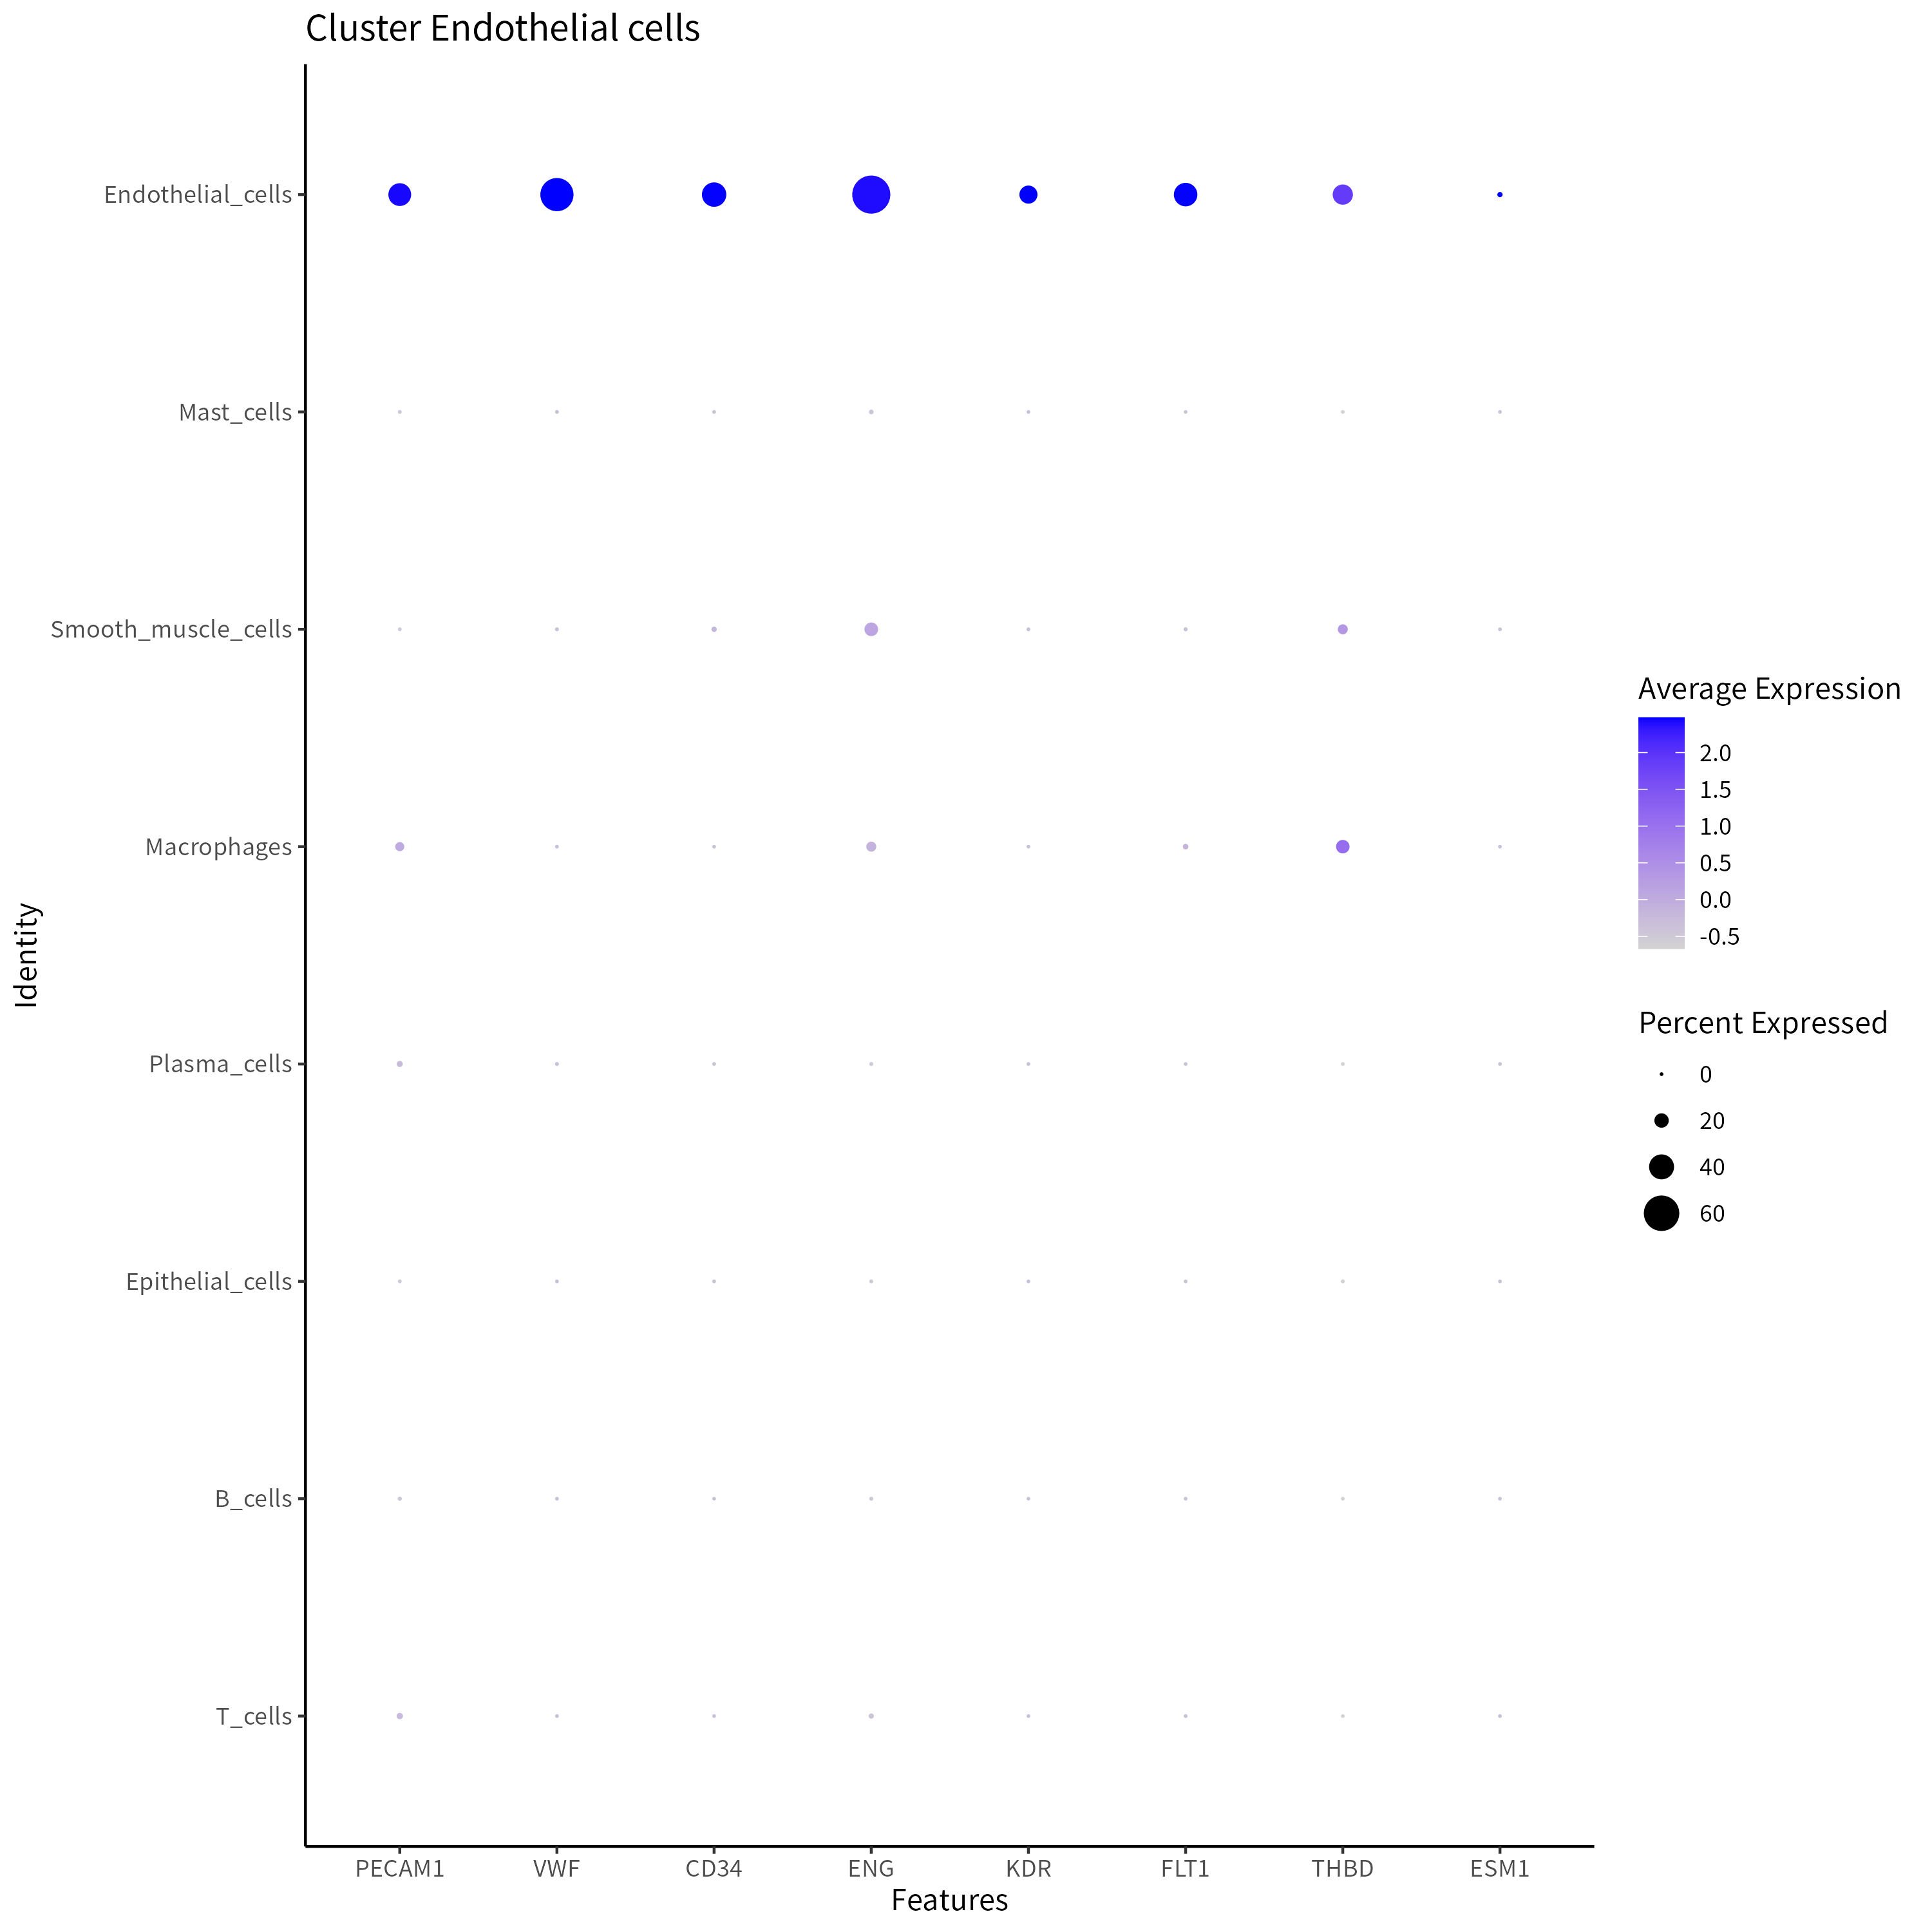 Cluster Endothelial cells
Endothelial_cells
Mast_cells
Smooth_muscle_cells
Macrophages
Plasma_cells
Epithelial_cells
B_cells
T_cells
Identity
PECAM1 VWF CD34 ENG KDR FLT1 THBD ESM1
Features
Average Expression
2.0
1.5
1.0
0.5
0.0
-0.5
Percent Expressed
0
20
40
60